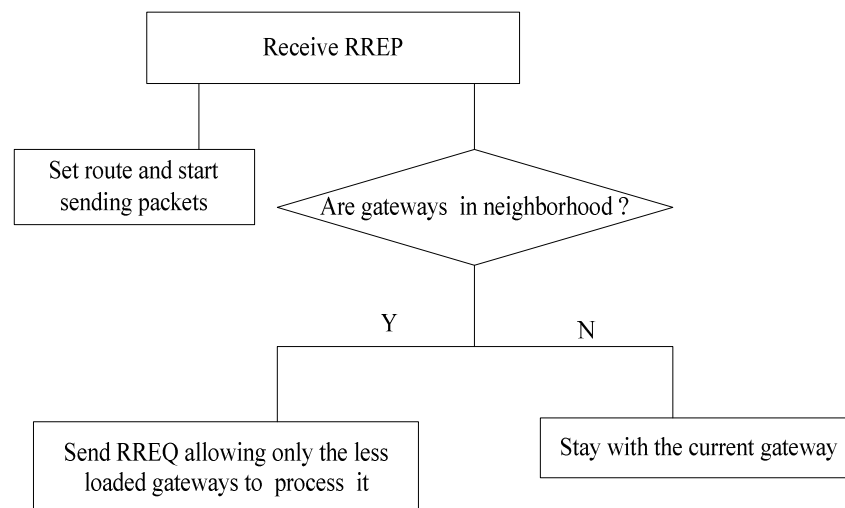 Receive RREP
Set route and start
sending packets
Are gateways in neighborhood ?
Y
N
Send RREQ allowing only the less
loaded gateways to process it
Stay with the current gateway